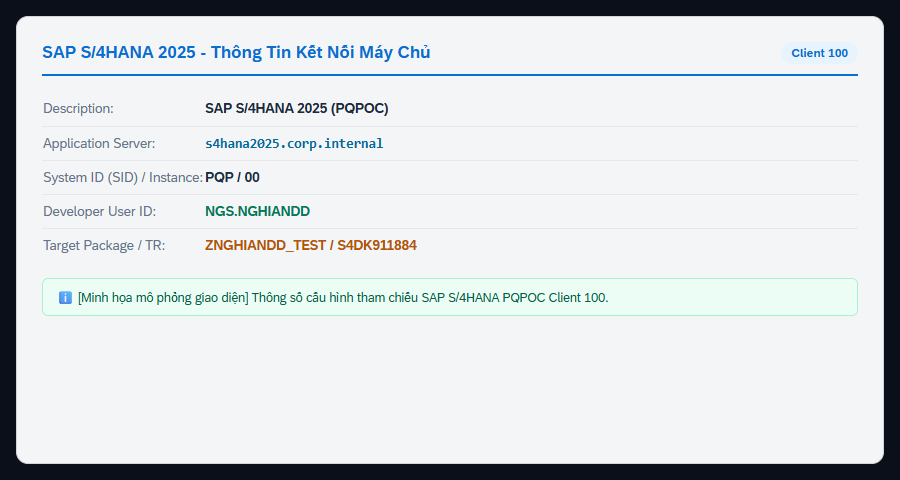 SAP S/4HANA 2025 - Thông Tin Kết Nối Máy Chủ
Client 100
Description: SAP S/4HANA 2025 (PQPOC)
Application Server: s4hana2025.corp.internal
System ID (SID) / Instance: PQP / 00
Developer User ID: NGS.NGHIANDD
Target Package / TR: ZNGHIANDD_TEST / S4DK911884
ℹ️ [Minh họa mô phỏng giao diện] Thông số cấu hình tham chiếu SAP S/4HANA PQPOC Client 100.